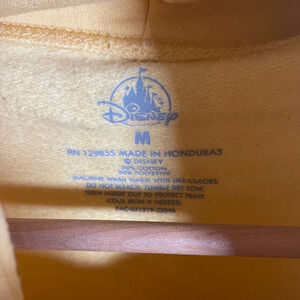 Disney
M
RN 129855 MADE IN HONDURAS
© DISNEY
50% COTTON
50% POLYESTER
MACHINE WASH WARM WITH LIKE COLORS.
DO NOT BLEACH. TUMBLE DRY LOW.
TURN INSIDE OUT TO PROTECT PRINT.
COOL IRON IF NEEDED.